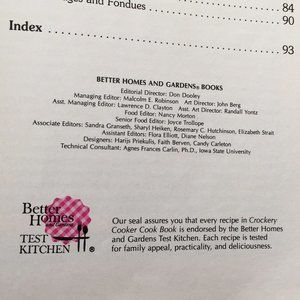 ges and Fondues 84
90
Index 93
BETTER HOMES AND GARDENS® BOOKS
Editorial Director: Don Dooley
Managing Editor: Malcolm E. Robinson Art Director: John Berg
Asst. Managing Editor: Lawrence D. Clayton Asst. Art Director: Randall Yontz
Food Editor: Nancy Morton
Senior Food Editor: Joyce Trollope
Associate Editors: Sandra Granseth, Sharyl Heiken, Rosemary C. Hutchinson, Elizabeth Strait
Assistant Editors: Flora Elliott, Diane Nelson
Designers: Harijs Priekulis, Faith Berven, Candy Carleton
Technical Consultant: Agnes Frances Carlin, Ph.D., Iowa State University
Better
Homes
and Gardens
TEST
KITCHEN ®
Our seal assures you that every recipe in Crockery
Cooker Cook Book is endorsed by the Better Homes
and Gardens Test Kitchen. Each recipe is tested
for family appeal, practicality, and deliciousness.